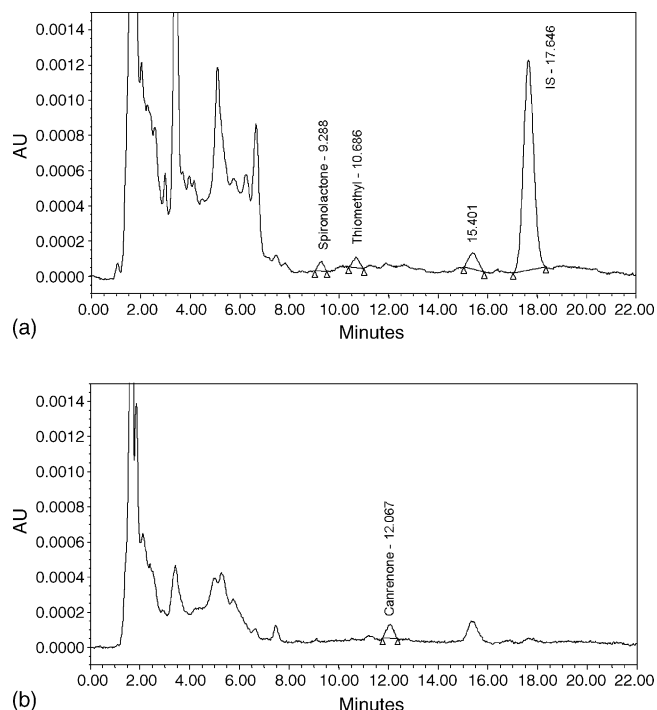 0.0014
0.0012
0.0010
0.0008
0.0006
0.0004
0.0002
0.0000
AU
Spironolactone - 9.288
Thiomethyl - 10.686
15.401
IS - 17.646
0.00 2.00 4.00 6.00 8.00 10.00 12.00 14.00 16.00 18.00 20.00 22.00
(a)
Minutes
0.0014
0.0012
0.0010
0.0008
0.0006
0.0004
0.0002
0.0000
AU
Canrenone - 12.067
0.00 2.00 4.00 6.00 8.00 10.00 12.00 14.00 16.00 18.00 20.00 22.00
(b)
Minutes